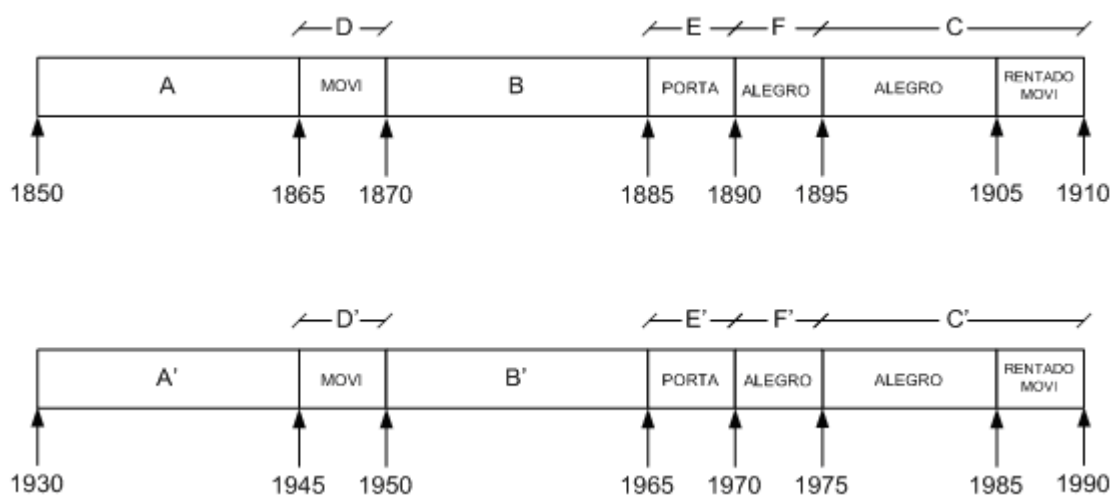 D E F C
A MOVI B PORTA ALEGRO ALEGRO RENTADO
MOVI
1850 1865 1870 1885 1890 1895 1905 1910
D’ E’ F’ C’
A’ MOVI B’ PORTA ALEGRO ALEGRO RENTADO
MOVI
1930 1945 1950 1965 1970 1975 1985 1990